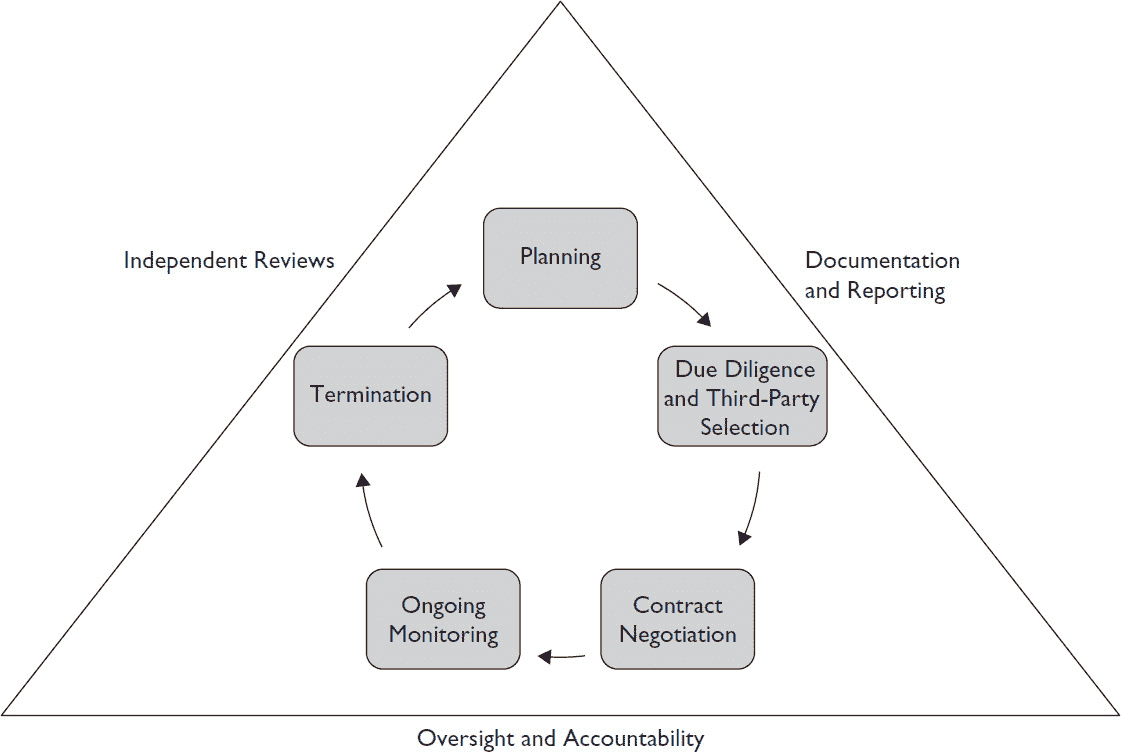 Planning
Independent Reviews
Documentation
and Reporting
Termination
Due Diligence
and Third-Party
Selection
Ongoing
Monitoring
Contract
Negotiation
Oversight and Accountability